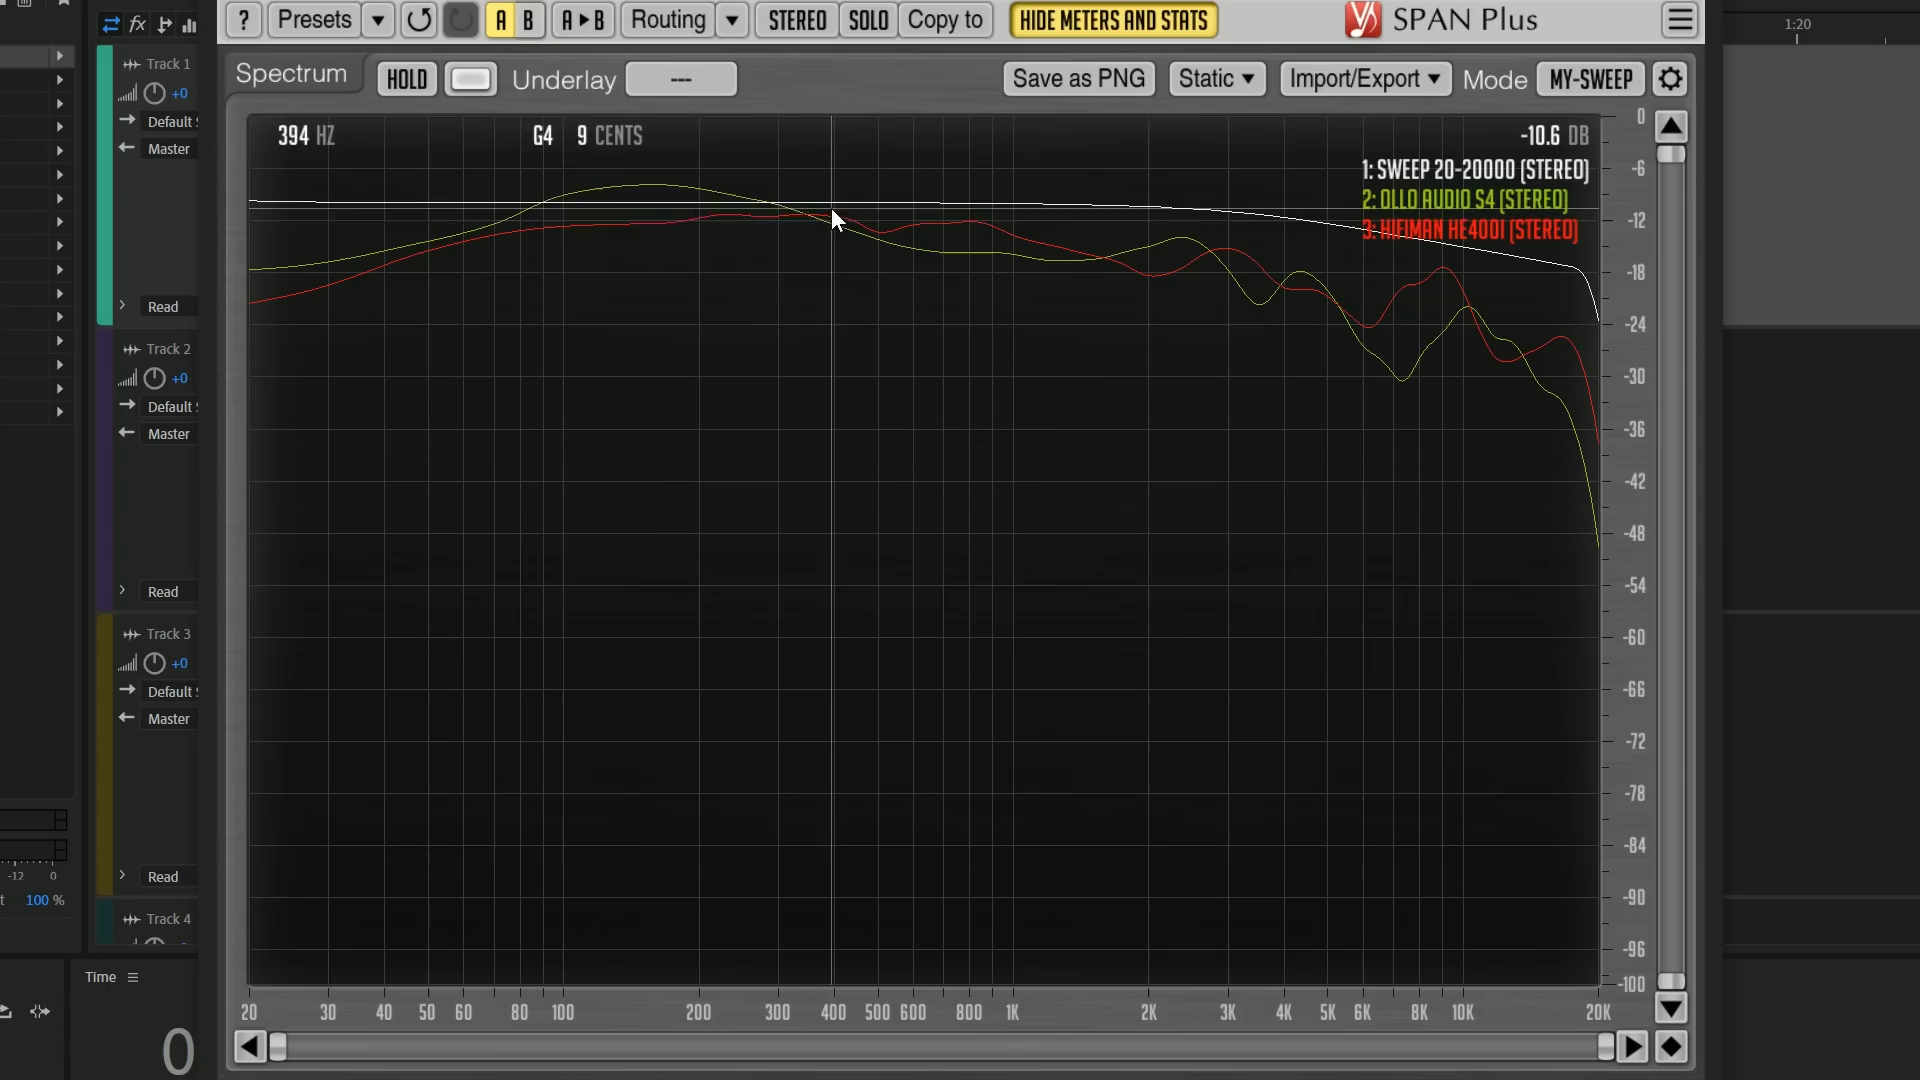 ? Presets A B A▸B Routing STEREO SOLO Copy to HIDE METERS AND STATS SPAN Plus
1:20
Spectrum HOLD Underlay --- Save as PNG Static Import/Export Mode MY-SWEEP
fx
Track 1
+0
Default
Master
Read
Track 2
+0
Default
Master
Read
Track 3
+0
Default
Master
Read
Track 4
-12 0
100 %
Time
0
394 HZ G4 9 CENTS -10.6 DB
1: SWEEP 20-20000 (STEREO)
2: OLLO AUDIO S4 (STEREO)
3: HIFIMAN HE400I (STEREO)
0
-6
-12
-18
-24
-30
-36
-42
-48
-54
-60
-66
-72
-78
-84
-90
-96
-100
20 30 40 50 60 80 100 200 300 400 500 600 800 1K 2K 3K 4K 5K 6K 8K 10K 20K